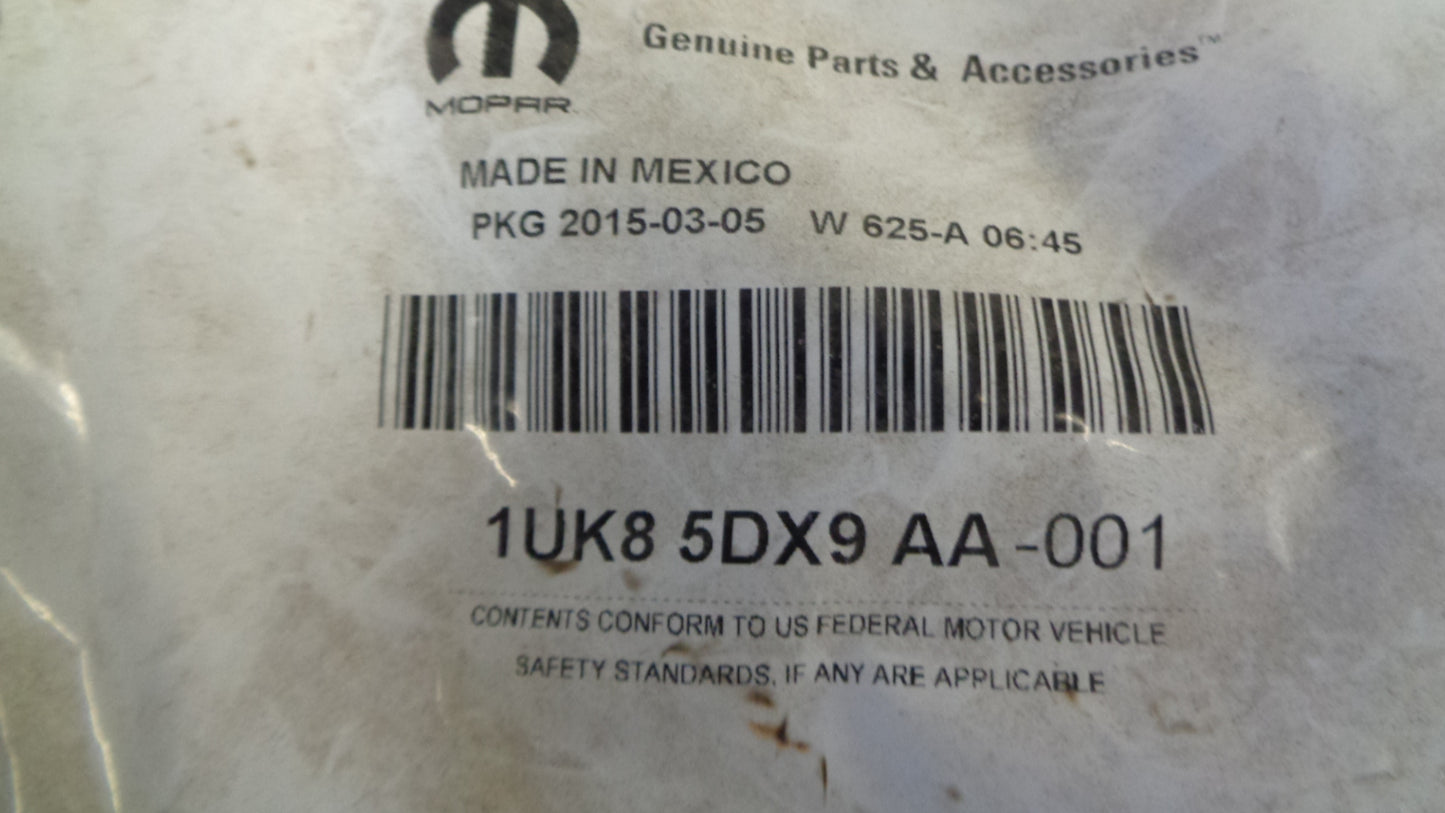 Genuine Parts & Accessories™
MOPAR.
MADE IN MEXICO
PKG 2015-03-05 W 625-A 06:45
1UK8 5DX9 AA -001
CONTENTS CONFORM TO US FEDERAL MOTOR VEHICLE
SAFETY STANDARDS, IF ANY ARE APPLICABLE